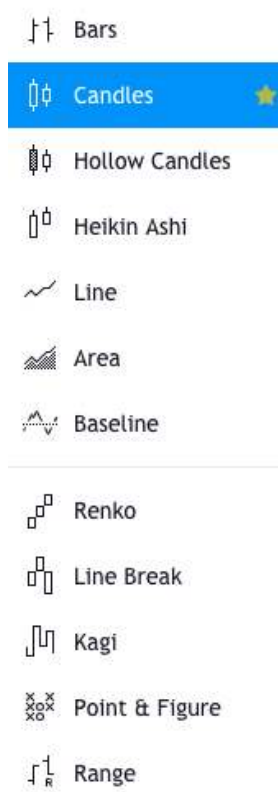 Bars
Candles
Hollow Candles
Heikin Ashi
Line
Area
Baseline
Renko
Line Break
Kagi
Point & Figure
Range